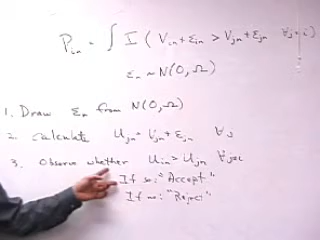 P_in = ∫ I ( V_in + ε_in > V_jn + ε_jn ∀ j≠i )
ε_n ~ N(0, Ω)
1. Draw ε_n from N(0, Ω)
2. calculate U_jn = V_jn + ε_jn ∀ j
3. Observe whether U_in > U_jn ∀ j≠i
If so: "Accept"
If no: "Reject"